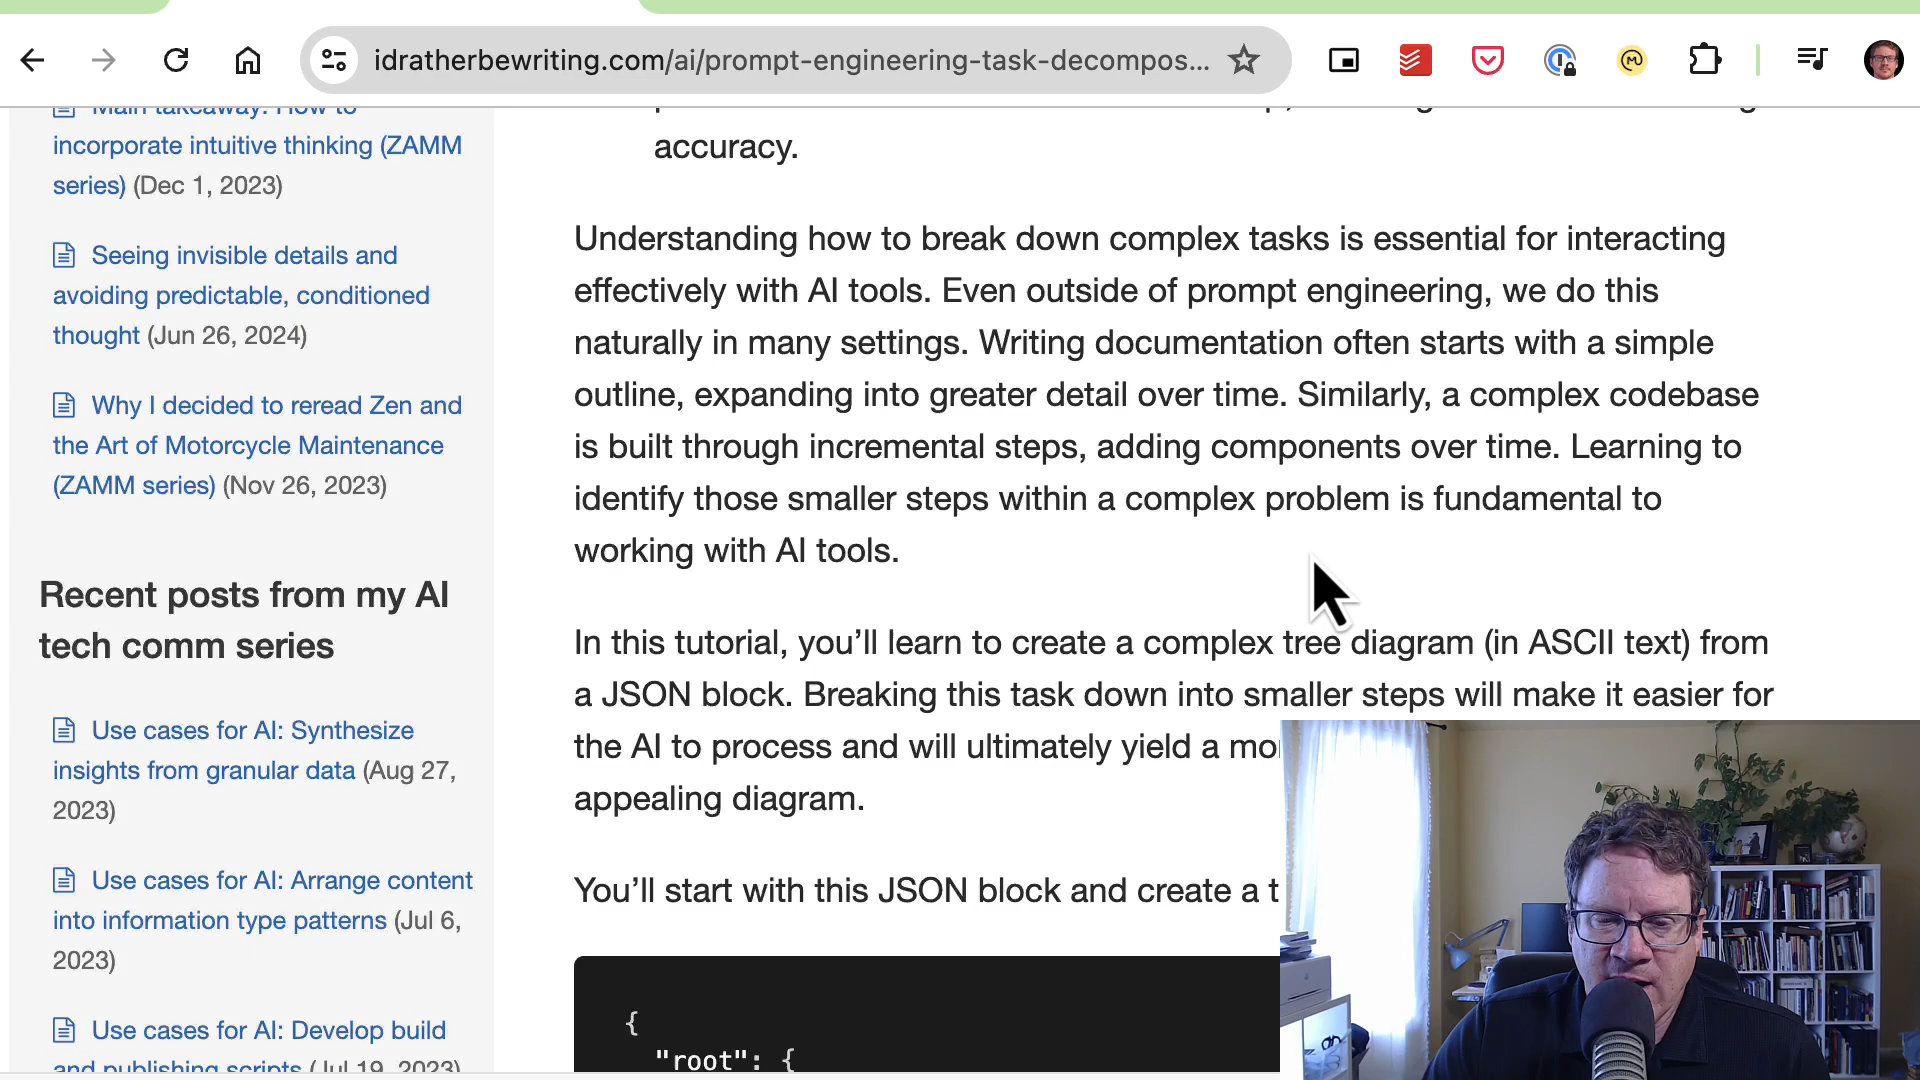 idratherbewriting.com/ai/prompt-engineering-task-decompos...
Main takeaway: How to
incorporate intuitive thinking (ZAMM
series) (Dec 1, 2023)
Seeing invisible details and
avoiding predictable, conditioned
thought (Jun 26, 2024)
Why I decided to reread Zen and
the Art of Motorcycle Maintenance
(ZAMM series) (Nov 26, 2023)
Recent posts from my AI
tech comm series
Use cases for AI: Synthesize
insights from granular data (Aug 27,
2023)
Use cases for AI: Arrange content
into information type patterns (Jul 6,
2023)
Use cases for AI: Develop build
and publishing scripts (Jul 19, 2023)
accuracy.
Understanding how to break down complex tasks is essential for interacting
effectively with AI tools. Even outside of prompt engineering, we do this
naturally in many settings. Writing documentation often starts with a simple
outline, expanding into greater detail over time. Similarly, a complex codebase
is built through incremental steps, adding components over time. Learning to
identify those smaller steps within a complex problem is fundamental to
working with AI tools.
In this tutorial, you’ll learn to create a complex tree diagram (in ASCII text) from
a JSON block. Breaking this task down into smaller steps will make it easier for
the AI to process and will ultimately yield a mo
appealing diagram.
You’ll start with this JSON block and create a t
{
"root": {